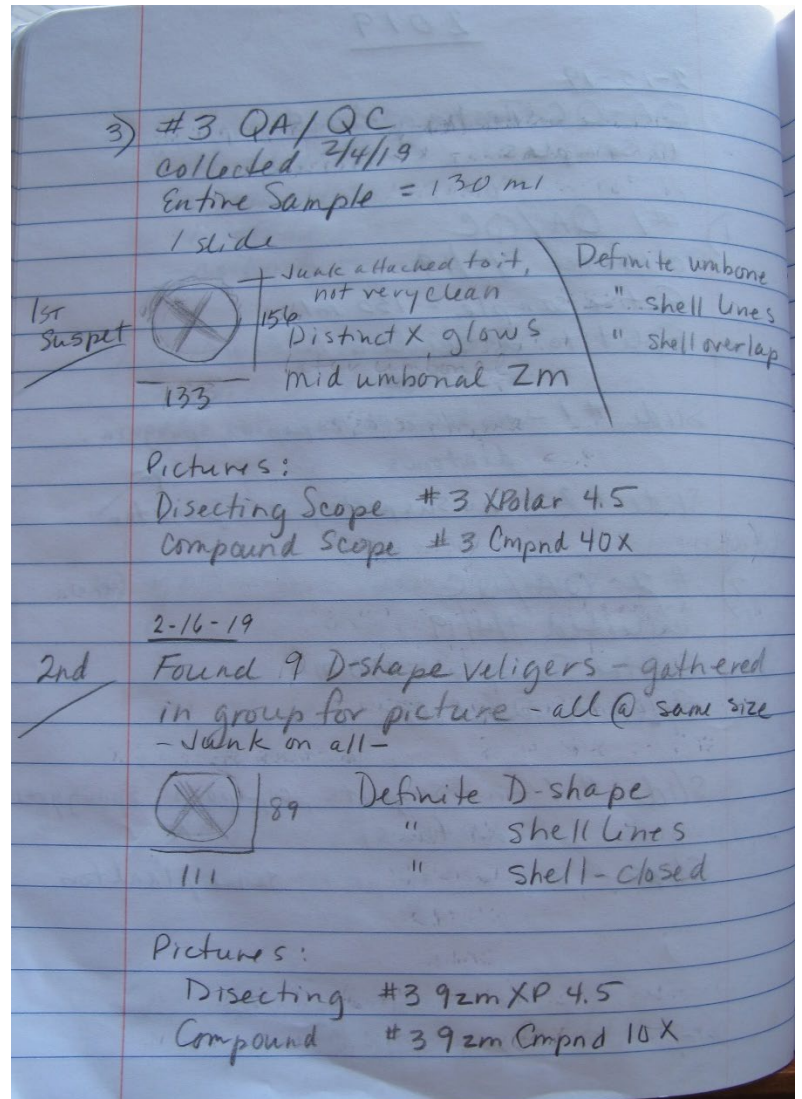 3) #3 QA/QC
collected 2/4/19
Entire Sample = 130 ml
1 slide
Junk attached to it,
not very clean
1ST
Suspet
156
Distinct X glows
133
mid umbonal Zm
Definite umbone
" shell lines
" shell overlap
Pictures:
Disecting Scope #3 XPolar 4.5
Compound Scope #3 Cmpnd 40X
2-16-19
2nd
Found 9 D-shape veligers - gathered
in group for picture - all @ same size
- Junk on all -
89
111
Definite D-shape
" shell lines
" shell-closed
Pictures:
Disecting #3 9zm XP 4.5
Compound #3 9zm Cmpnd 10X